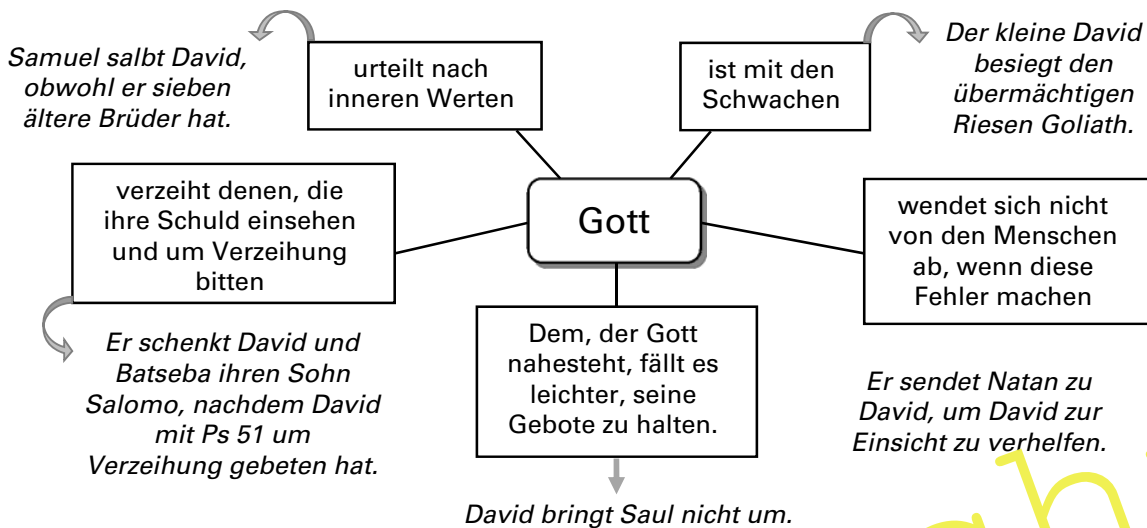 Samuel salbt David,
obwohl er sieben
ältere Brüder hat.
urteilt nach
inneren Werten
ist mit den
Schwachen
Der kleine David
besiegt den
übermächtigen
Riesen Goliath.
verzeiht denen, die
ihre Schuld einsehen
und um Verzeihung
bitten
Gott
wendet sich nicht
von den Menschen
ab, wenn diese
Fehler machen
Er schenkt David und
Batseba ihren Sohn
Salomo, nachdem David
mit Ps 51 um
Verzeihung gebeten hat.
Dem, der Gott
nahesteht, fällt es
leichter, seine
Gebote zu halten.
Er sendet Natan zu
David, um David zur
Einsicht zu verhelfen.
David bringt Saul nicht um.